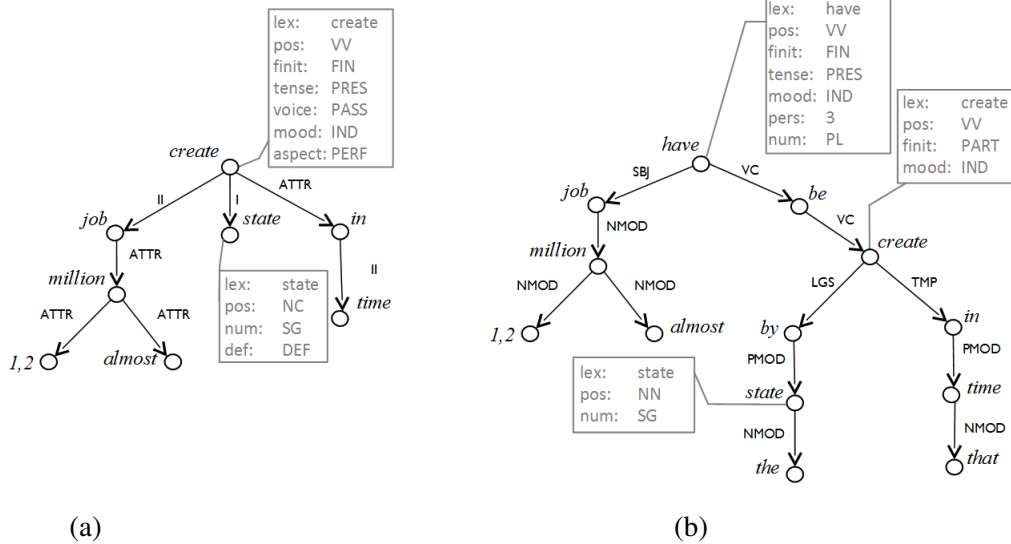 lex: create
pos: VV
finit: FIN
tense: PRES
voice: PASS
mood: IND
aspect: PERF
create
II
I
ATTR
job
state
in
ATTR
II
million
time
ATTR
ATTR
1,2
almost
lex: state
pos: NC
num: SG
def: DEF
(a)
lex: have
pos: VV
finit: FIN
tense: PRES
mood: IND
pers: 3
num: PL
lex: create
pos: VV
finit: PART
mood: IND
have
SBJ
VC
job
be
NMOD
VC
million
create
NMOD
NMOD
LGS
TMP
1,2
almost
by
in
PMOD
PMOD
lex: state
pos: NN
num: SG
state
time
NMOD
NMOD
the
that
(b)